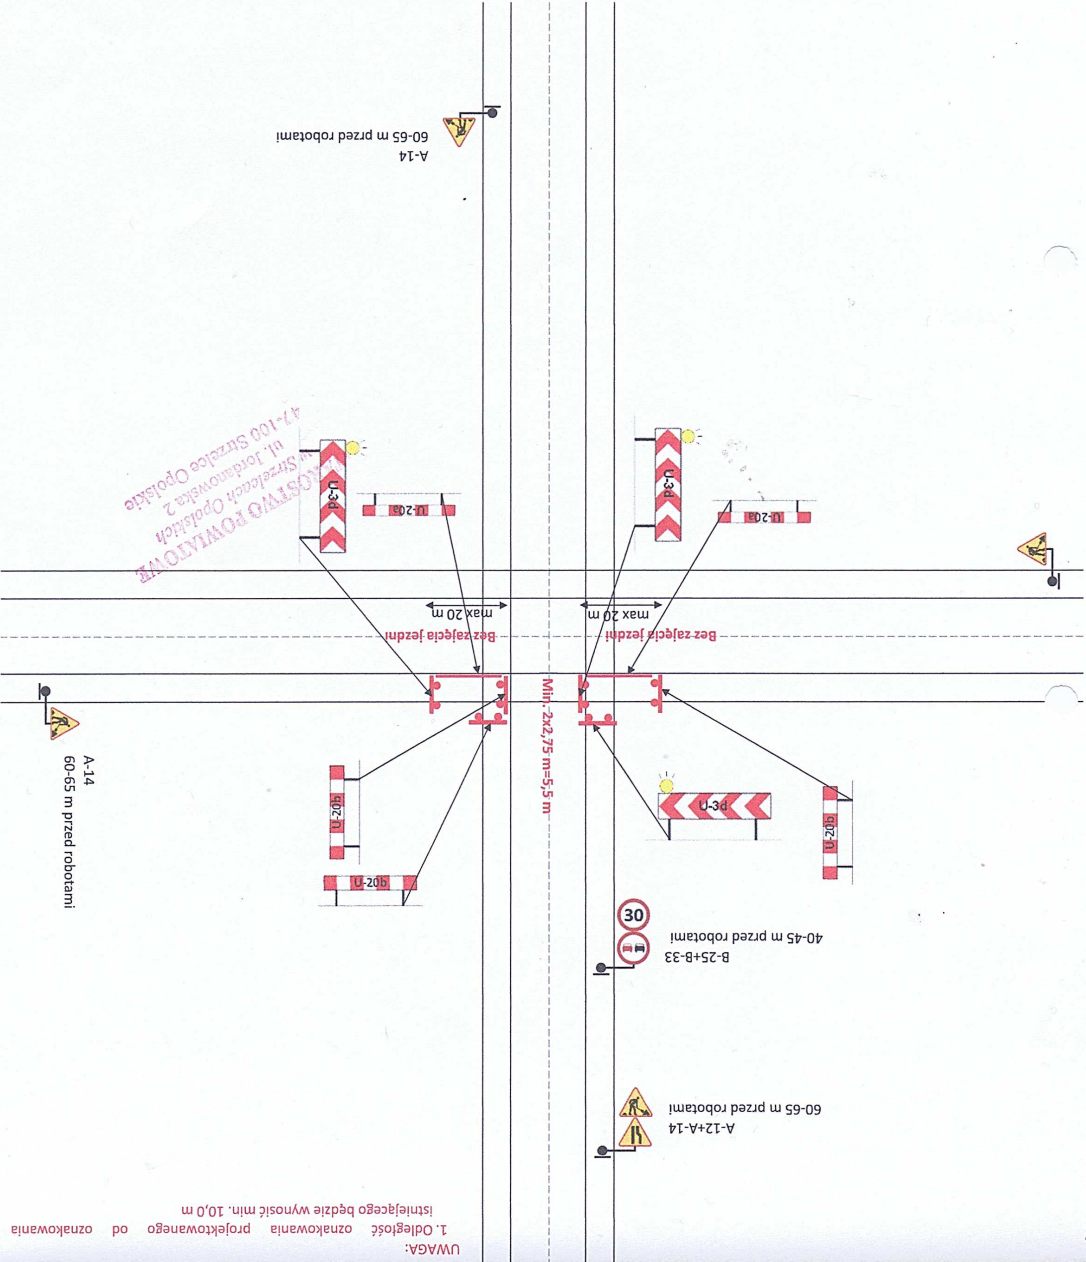 UWAGA:
1. Odległość oznakowania projektowanego od oznakowania
istniejącego będzie wynosić min. 10,0 m
A-12+A-14
60-65 m przed robotami
B-25+B-33
40-45 m przed robotami
30
U-20b
U-3d
U-20b
U-20b
A-14
60-65 m przed robotami
Min. 2x2,75 m=5,5 m
Bez zajęcia jezdni
Bez zajęcia jezdni
max 20 m
max 20 m
U-20a
U-3d
U-20a
U-3d
STAROSTWO POWIATOWE
w Strzelcach Opolskich
ul. Jordanowska 2
47-100 Strzelce Opolskie
A-14
60-65 m przed robotami